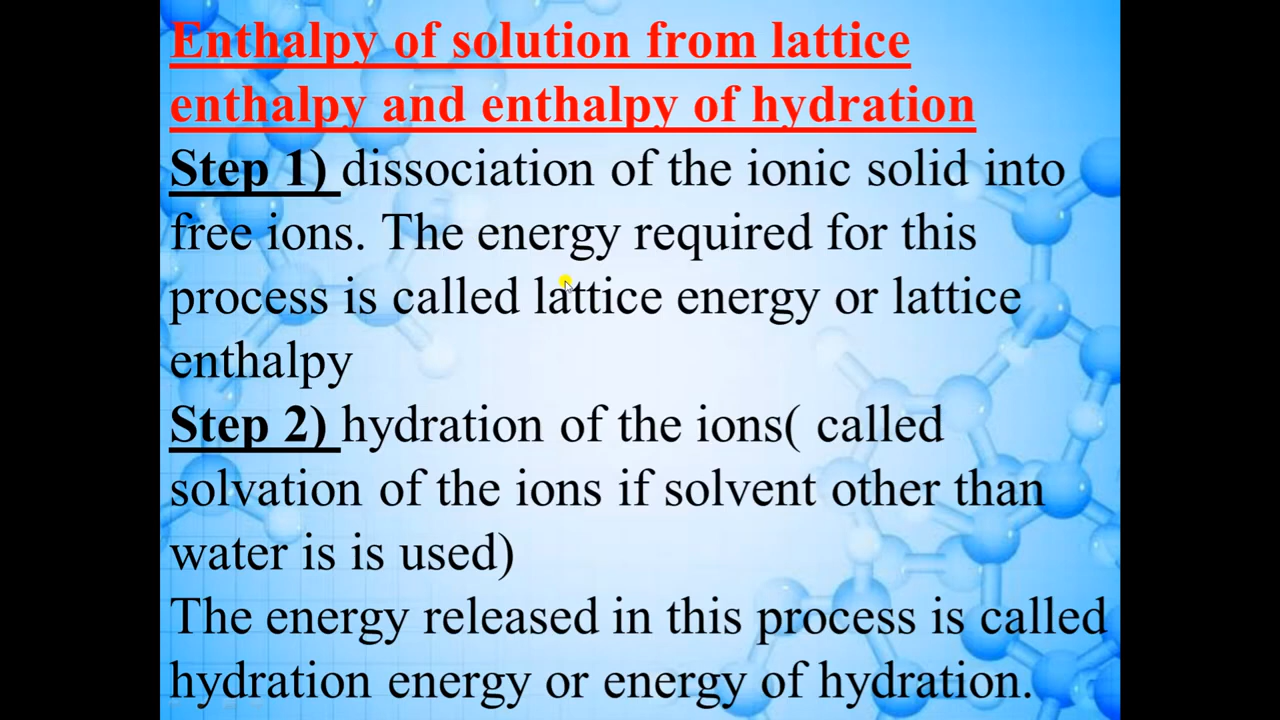 Enthalpy of solution from lattice
enthalpy and enthalpy of hydration
Step 1) dissociation of the ionic solid into
free ions. The energy required for this
process is called lattice energy or lattice
enthalpy
Step 2) hydration of the ions( called
solvation of the ions if solvent other than
water is is used)
The energy released in this process is called
hydration energy or energy of hydration.